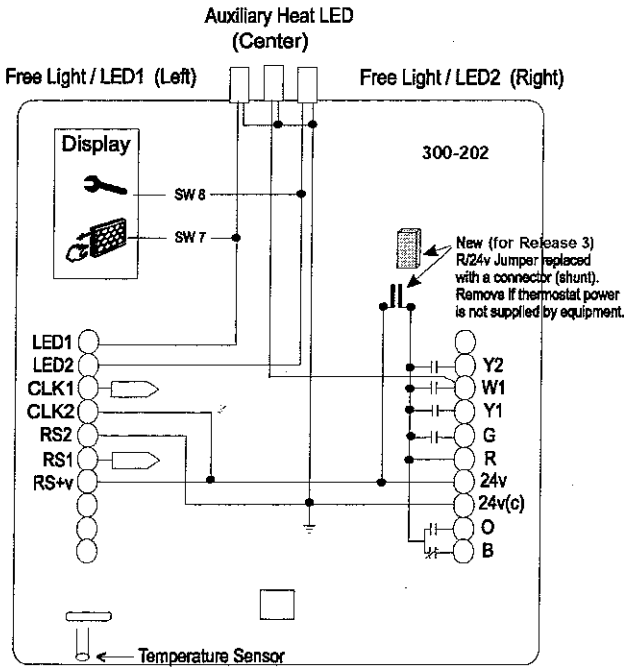 Auxiliary Heat LED
(Center)
Free Light / LED1 (Left)
Free Light / LED2 (Right)
Display
300-202
SW 8
SW 7
New (for Release 3)
R/24v Jumper replaced
with a connector (shunt).
Remove if thermostat power
is not supplied by equipment.
LED1
LED2
CLK1
CLK2
RS2
RS1
RS+v
Y2
W1
Y1
G
R
24v
24v(c)
O
B
Temperature Sensor